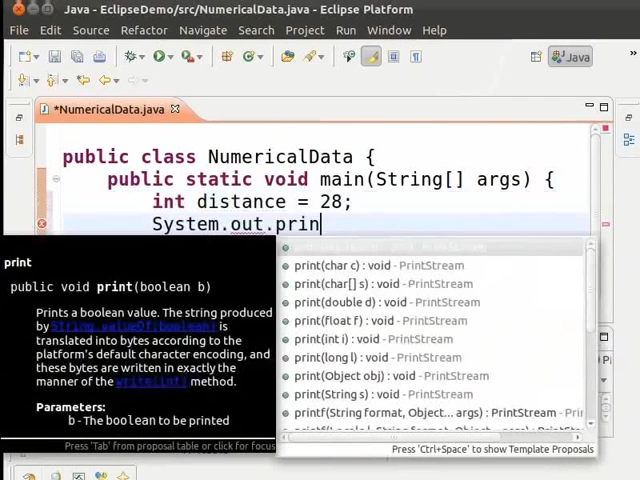 Java - EclipseDemo/src/NumericalData.java - Eclipse Platform
File Edit Source Refactor Navigate Search Project Run Window Help
Java
*NumericalData.java
public class NumericalData {
public static void main(String[] args) {
int distance = 28;
System.out.prin
print
public void print(boolean b)
Prints a boolean value. The string produced
by String.valueOf(boolean) is
translated into bytes according to the
platform's default character encoding, and
these bytes are written in exactly the
manner of the write(int) method.
Parameters:
b - The boolean to be printed
Press 'Tab' from proposal table or click for focus
print(char c) : void - PrintStream
print(char[] s) : void - PrintStream
print(double d) : void - PrintStream
print(float f) : void - PrintStream
print(int i) : void - PrintStream
print(long l) : void - PrintStream
print(Object obj) : void - PrintStream
print(String s) : void - PrintStream
printf(String format, Object... args) : PrintStream - Prin
Press 'Ctrl+Space' to show Template Proposals